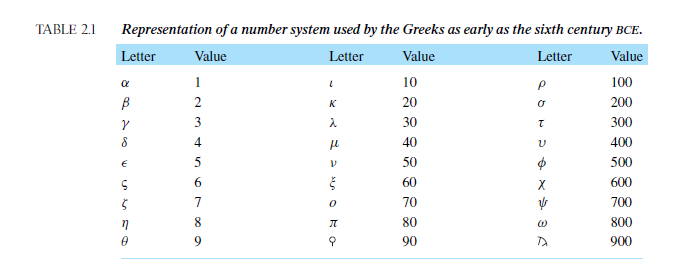 TABLE 2.1 Representation of a number system used by the Greeks as early as the sixth century BCE.
Letter Value Letter Value Letter Value
α 1 ι 10 ρ 100
β 2 κ 20 σ 200
γ 3 λ 30 τ 300
δ 4 μ 40 υ 400
ϵ 5 ν 50 ϕ 500
ς 6 ξ 60 χ 600
ζ 7 ο 70 ψ 700
η 8 π 80 ω 800
θ 9 ϙ 90 ϡ 900